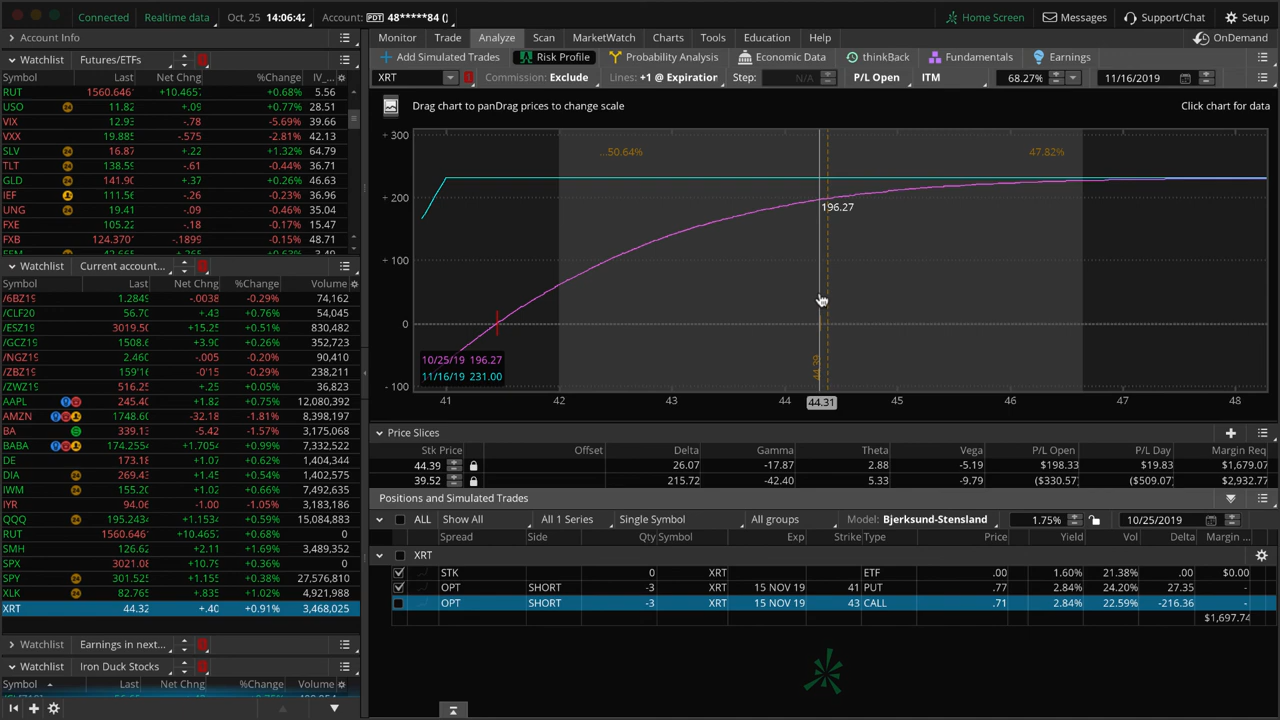 Connected Realtime data Oct, 25 14:06:42 Account: PDT 48*****84 () Home Screen Messages Support/Chat Setup
Account Info
Monitor Trade Analyze Scan MarketWatch Charts Tools Education Help OnDemand
Watchlist Futures/ETFs
Add Simulated Trades Risk Profile Probability Analysis Economic Data thinkBack Fundamentals Earnings
Symbol Last Net Chng %Change IV_...
XRT Commission: Exclude Lines: +1 @ Expiration Step: N/A P/L Open ITM 68.27% 11/16/2019
RUT 1560.646 +10.4657 +0.68% 5.56
USO 11.82 +.09 +0.77% 28.51
VIX 12.93 -.78 -5.69% 39.66
VXX 19.885 -.575 -2.81% 42.13
SLV 16.87 +.22 +1.32% 64.79
TLT 138.59 -.61 -0.44% 36.71
GLD 141.90 +.37 +0.26% 46.63
IEF 111.56 -.26 -0.23% 36.96
UNG 19.41 -.09 -0.46% 35.04
FXE 105.22 -.18 -0.17% 15.47
FXB 124.3701 -.1899 -0.15% 48.71
Drag chart to panDrag prices to change scale Click chart for data
+ 300
...50.64% 47.82%
+ 200
196.27
+ 100
0
10/25/19 196.27
11/16/19 231.00
44.39
- 100
41 42 43 44 44.31 45 46 47 48
Watchlist Current account...
Symbol Last Net Chng %Change Volume
/6BZ19 1.2849 -.0038 -0.29% 74,162
/CLF20 56.70 +.43 +0.76% 54,045
/ESZ19 3019.50 +15.25 +0.51% 830,482
/GCZ19 1508.6 +3.90 +0.26% 352,723
/NGZ19 2.460 -.005 -0.20% 90,410
/ZBZ19 159'16 -0'15 -0.29% 238,211
/ZWZ19 516.25 +.25 +0.05% 36,823
AAPL 245.40 +1.82 +0.75% 12,080,392
AMZN 1748.60 -32.18 -1.81% 8,398,197
BA 339.13 -5.42 -1.57% 3,175,068
BABA 174.2554 +1.7054 +0.99% 7,332,522
DE 173.18 +1.07 +0.62% 1,404,344
DIA 269.43 +1.45 +0.54% 1,402,575
IWM 155.20 +1.02 +0.66% 7,492,635
IYR 94.06 -1.00 -1.05% 3,183,186
QQQ 195.2434 +1.1534 +0.59% 15,084,883
RUT 1560.646 +10.4657 +0.68% 0
SMH 126.62 +2.11 +1.69% 3,489,352
SPX 3021.08 +10.79 +0.36% 0
SPY 301.525 +1.155 +0.38% 27,576,810
XLK 82.765 +.835 +1.02% 4,921,988
XRT 44.32 +.40 +0.91% 3,468,025
Price Slices
Stk Price Offset Delta Gamma Theta Vega P/L Open P/L Day Margin Req
44.39 26.07 -17.87 2.88 -5.19 $198.33 $19.83 $1,679.07
39.52 215.72 -42.40 5.33 -9.79 ($330.57) ($509.07) $2,932.77
Positions and Simulated Trades
ALL Show All All 1 Series Single Symbol All groups Model: Bjerksund-Stensland 1.75% 10/25/2019
Spread Side Qty Symbol Exp Strike Type Price Yield Vol Delta Margin ...
XRT
STK 0 XRT ETF .00 1.60% 21.38% .00 $0.00
OPT SHORT -3 XRT 15 NOV 19 41 PUT .77 2.84% 24.20% 27.35 -
OPT SHORT -3 XRT 15 NOV 19 43 CALL .71 2.84% 22.59% -216.36 -
$1,697.74
Watchlist Earnings in next...
Watchlist Iron Duck Stocks
Symbol Last Net Chng %Change Volume